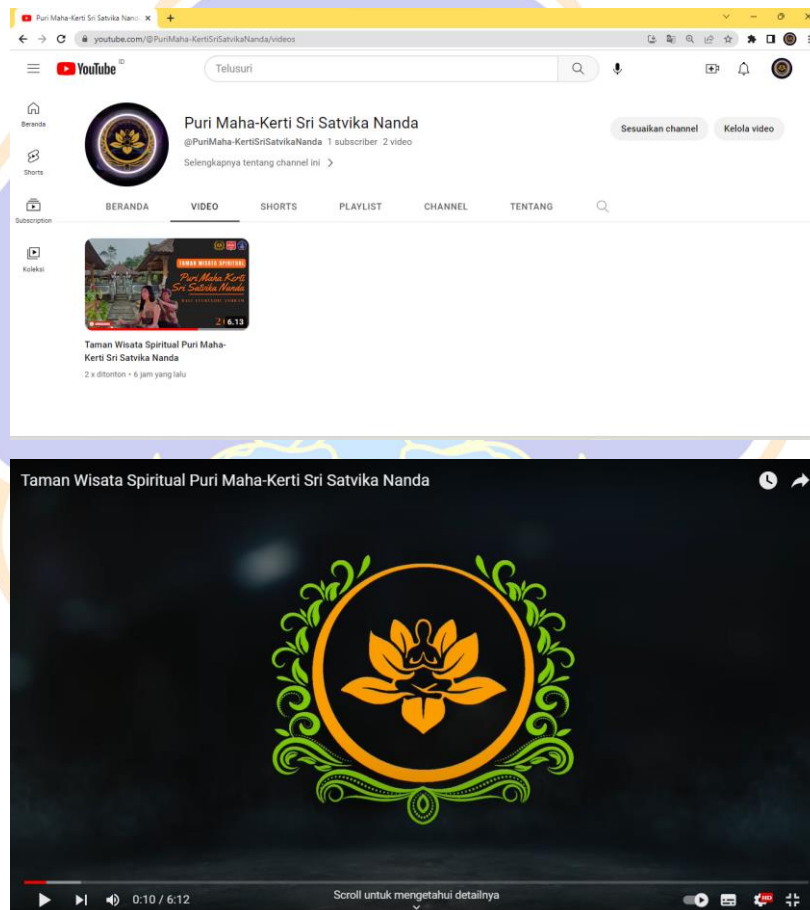 Puri Maha-Kerti Sri Satvika Nand
youtube.com/@PuriMaha-KertiSriSatvikaNanda/videos
YouTube ID
Telusuri
Beranda
Shorts
Subscription
Koleksi
Puri Maha-Kerti Sri Satvika Nanda
@PuriMaha-KertiSriSatvikaNanda 1 subscriber 2 video
Selengkapnya tentang channel ini
Sesuaikan channel
Kelola video
BERANDA VIDEO SHORTS PLAYLIST CHANNEL TENTANG
TAMAN WISATA SPIRITUAL
Puri Maha Kerti
Sri Satvika Nanda
6.13
Taman Wisata Spiritual Puri Maha-
Kerti Sri Satvika Nanda
2 x ditonton • 6 jam yang lalu
Taman Wisata Spiritual Puri Maha-Kerti Sri Satvika Nanda
0:10 / 6:12
Scroll untuk mengetahui detailnya
HD